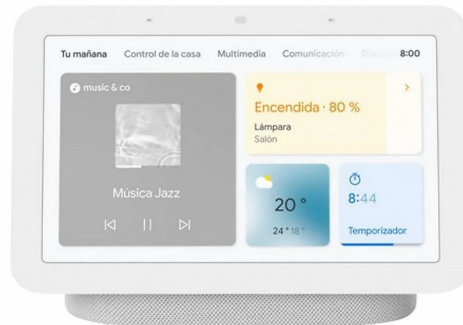 Tu mañana Control de la casa Multimedia Comunicación 8:00
music & co
Música Jazz
Encendida · 80 %
Lámpara
Salón
20 °
24 ° 18 °
8:44
Temporizador